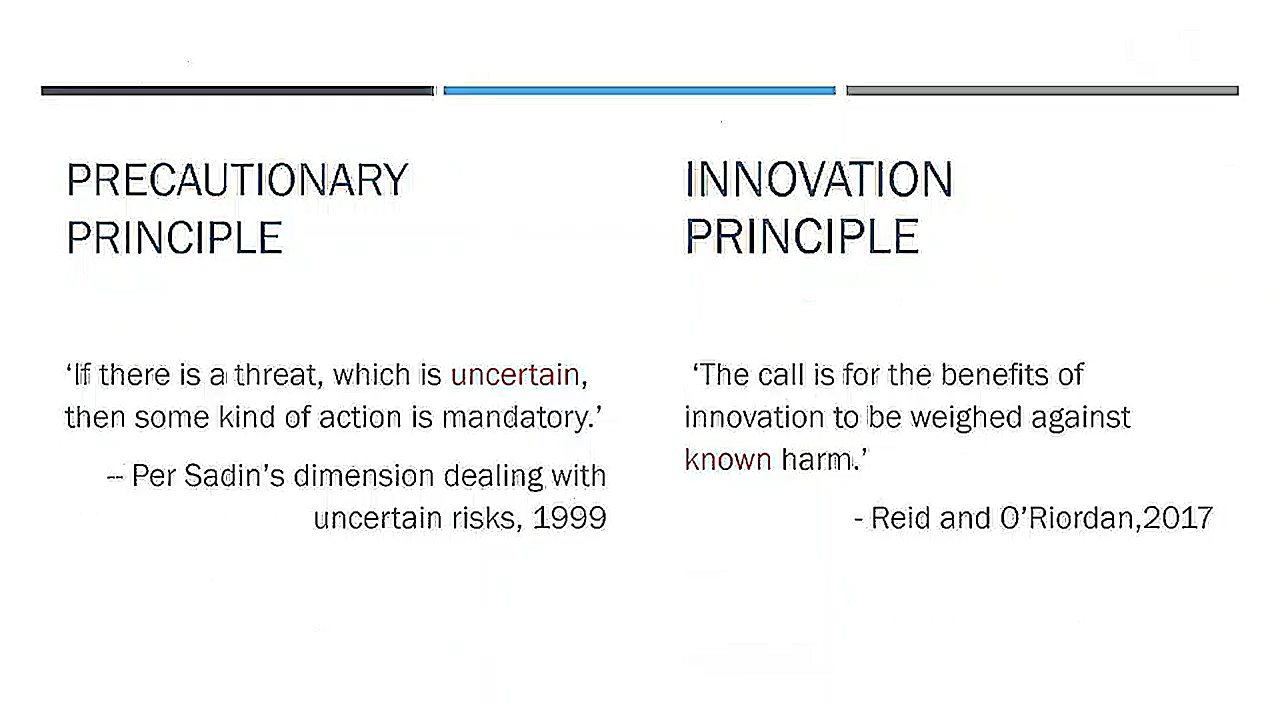 PRECAUTIONARY
PRINCIPLE
‘If there is a threat, which is uncertain,
then some kind of action is mandatory.’
-- Per Sadin’s dimension dealing with
uncertain risks, 1999
INNOVATION
PRINCIPLE
‘The call is for the benefits of
innovation to be weighed against
known harm.’
- Reid and O’Riordan,2017